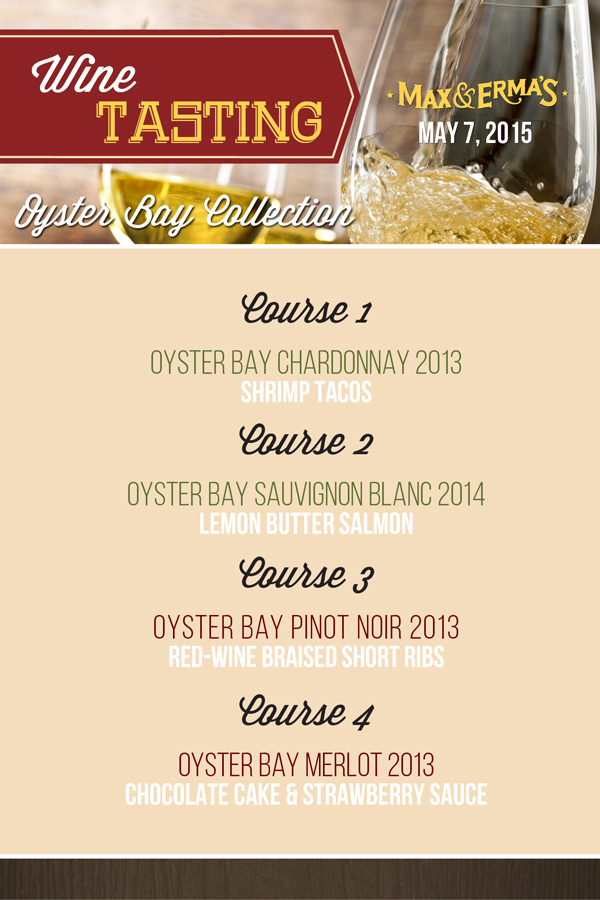 Wine
TASTING
MAX & ERMA'S
MAY 7, 2015
Oyster Bay Collection
Course 1
OYSTER BAY CHARDONNAY 2013
SHRIMP TACOS
Course 2
OYSTER BAY SAUVIGNON BLANC 2014
LEMON BUTTER SALMON
Course 3
OYSTER BAY PINOT NOIR 2013
RED-WINE BRAISED SHORT RIBS
Course 4
OYSTER BAY MERLOT 2013
CHOCOLATE CAKE & STRAWBERRY SAUCE